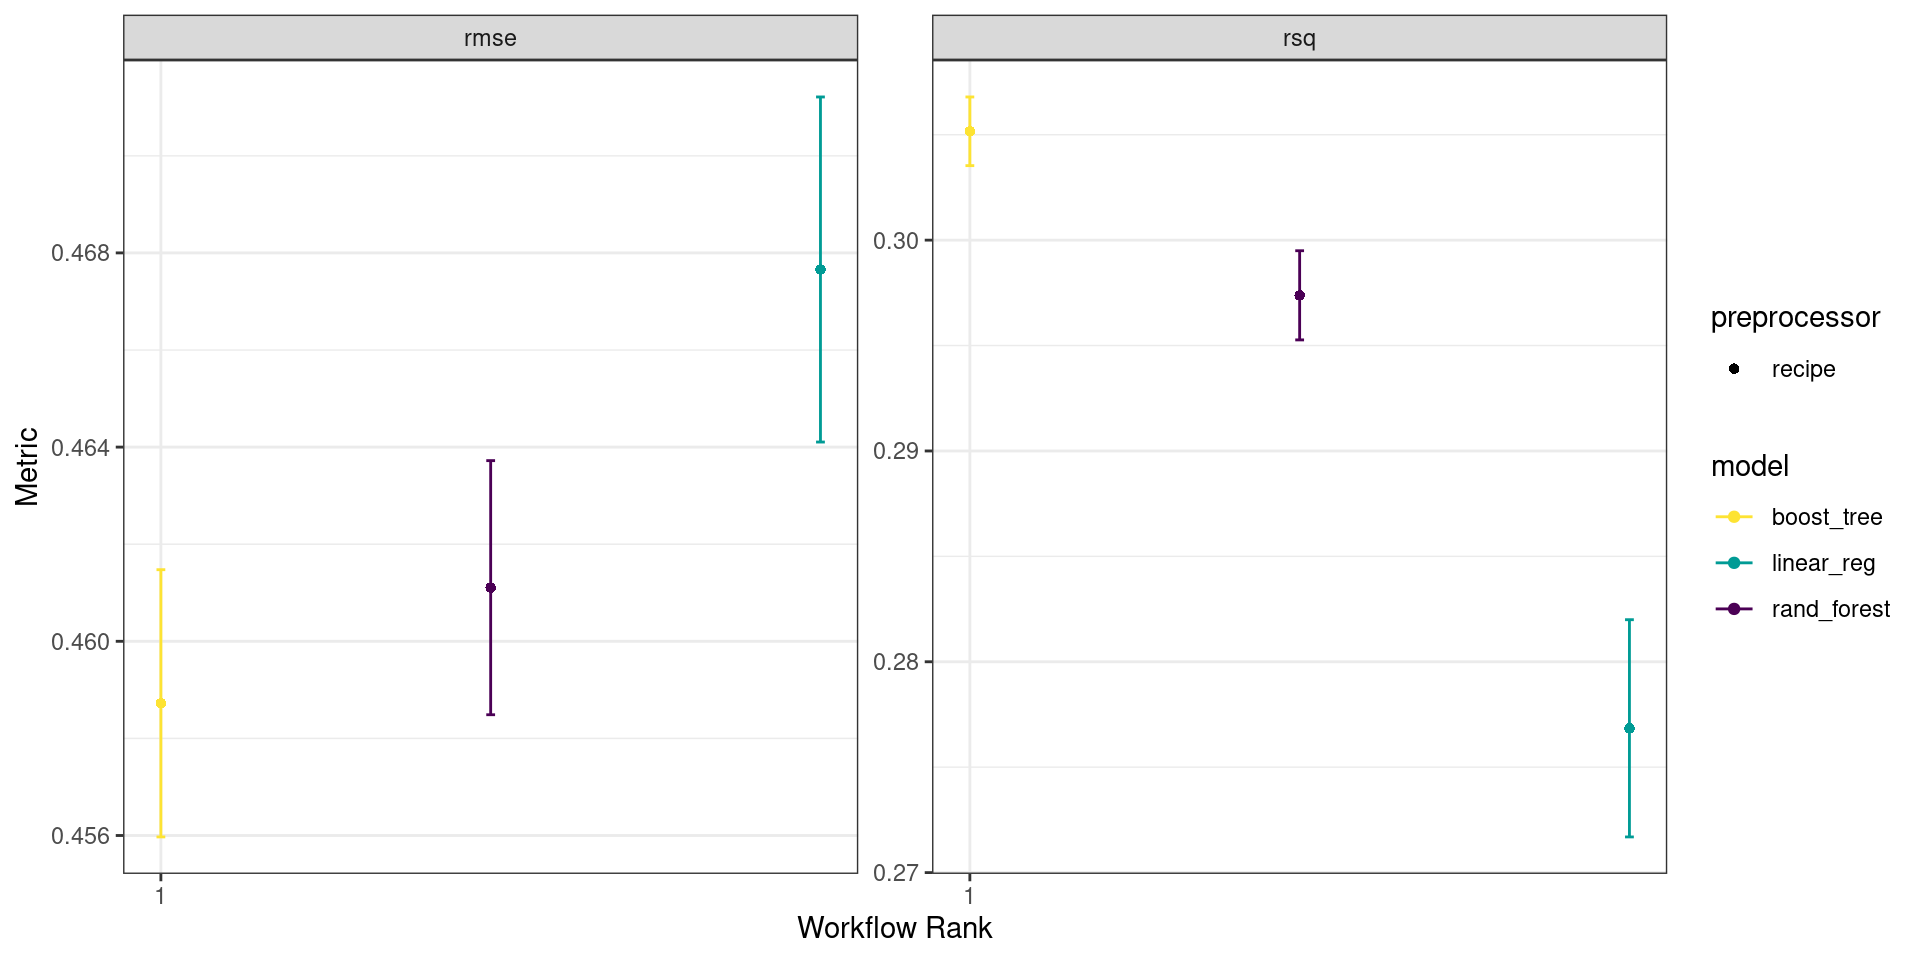 rmse
rsq
Metric
0.468
0.464
0.460
0.456
1
0.30
0.29
0.28
0.27
1
Workflow Rank
preprocessor
recipe
model
boost_tree
linear_reg
rand_forest